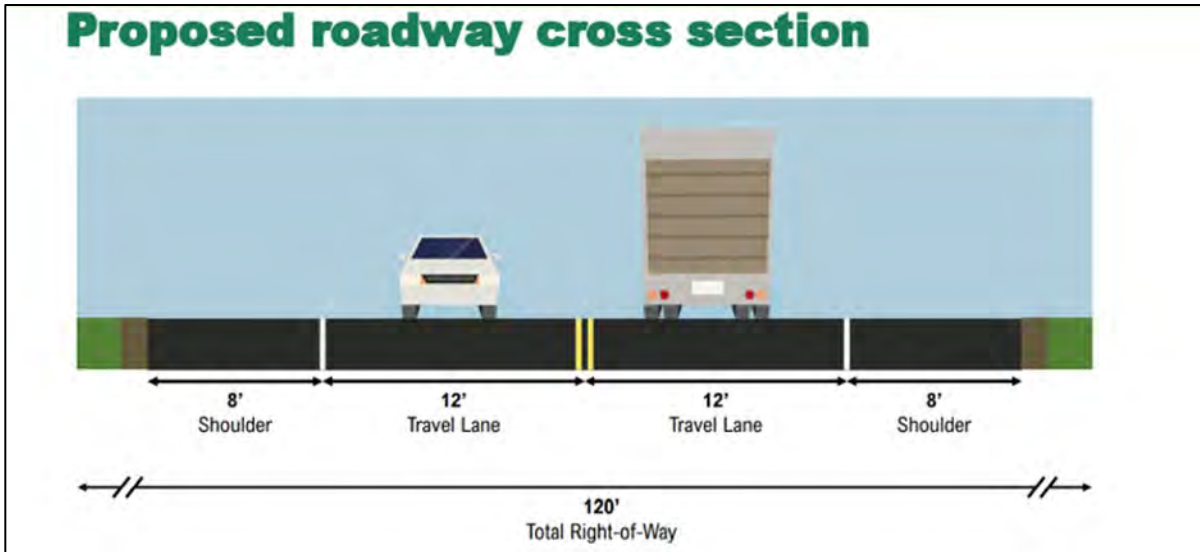 Proposed roadway cross section
8’
Shoulder
12’
Travel Lane
12’
Travel Lane
8’
Shoulder
120’
Total Right-of-Way